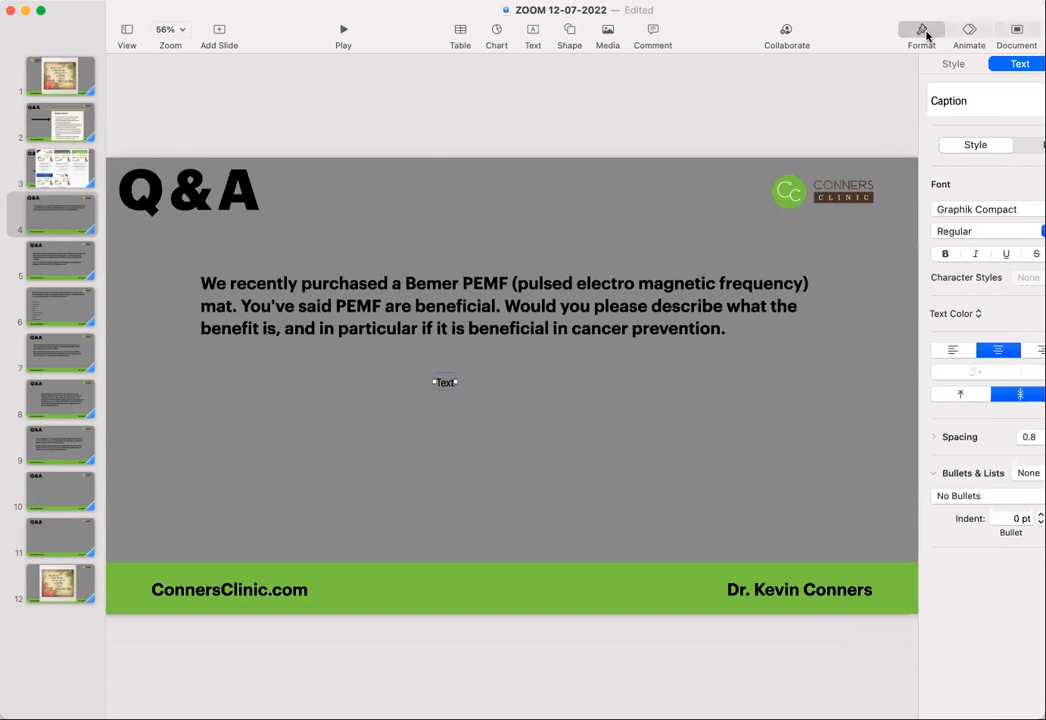 ZOOM 12-07-2022 — Edited
View
56%
Zoom
Add Slide
Play
Table
Chart
Text
Shape
Media
Comment
Collaborate
Format
Animate
Document
Style
Text
Caption
Style
Font
Graphik Compact
Regular
B I U S
Character Styles
None
Text Color
Spacing
0.8
Bullets & Lists
None
No Bullets
Indent:
0 pt
Bullet
1
2
3
4
5
6
7
8
9
10
11
12
Q&A
Q&A
Q&A
Q&A
Q&A
Q&A
Q&A
Q&A
Q&A
Q&A
CC
CONNERS
CLINIC
We recently purchased a Bemer PEMF (pulsed electro magnetic frequency)
mat. You've said PEMF are beneficial. Would you please describe what the
benefit is, and in particular if it is beneficial in cancer prevention.
Text
ConnersClinic.com
Dr. Kevin Conners